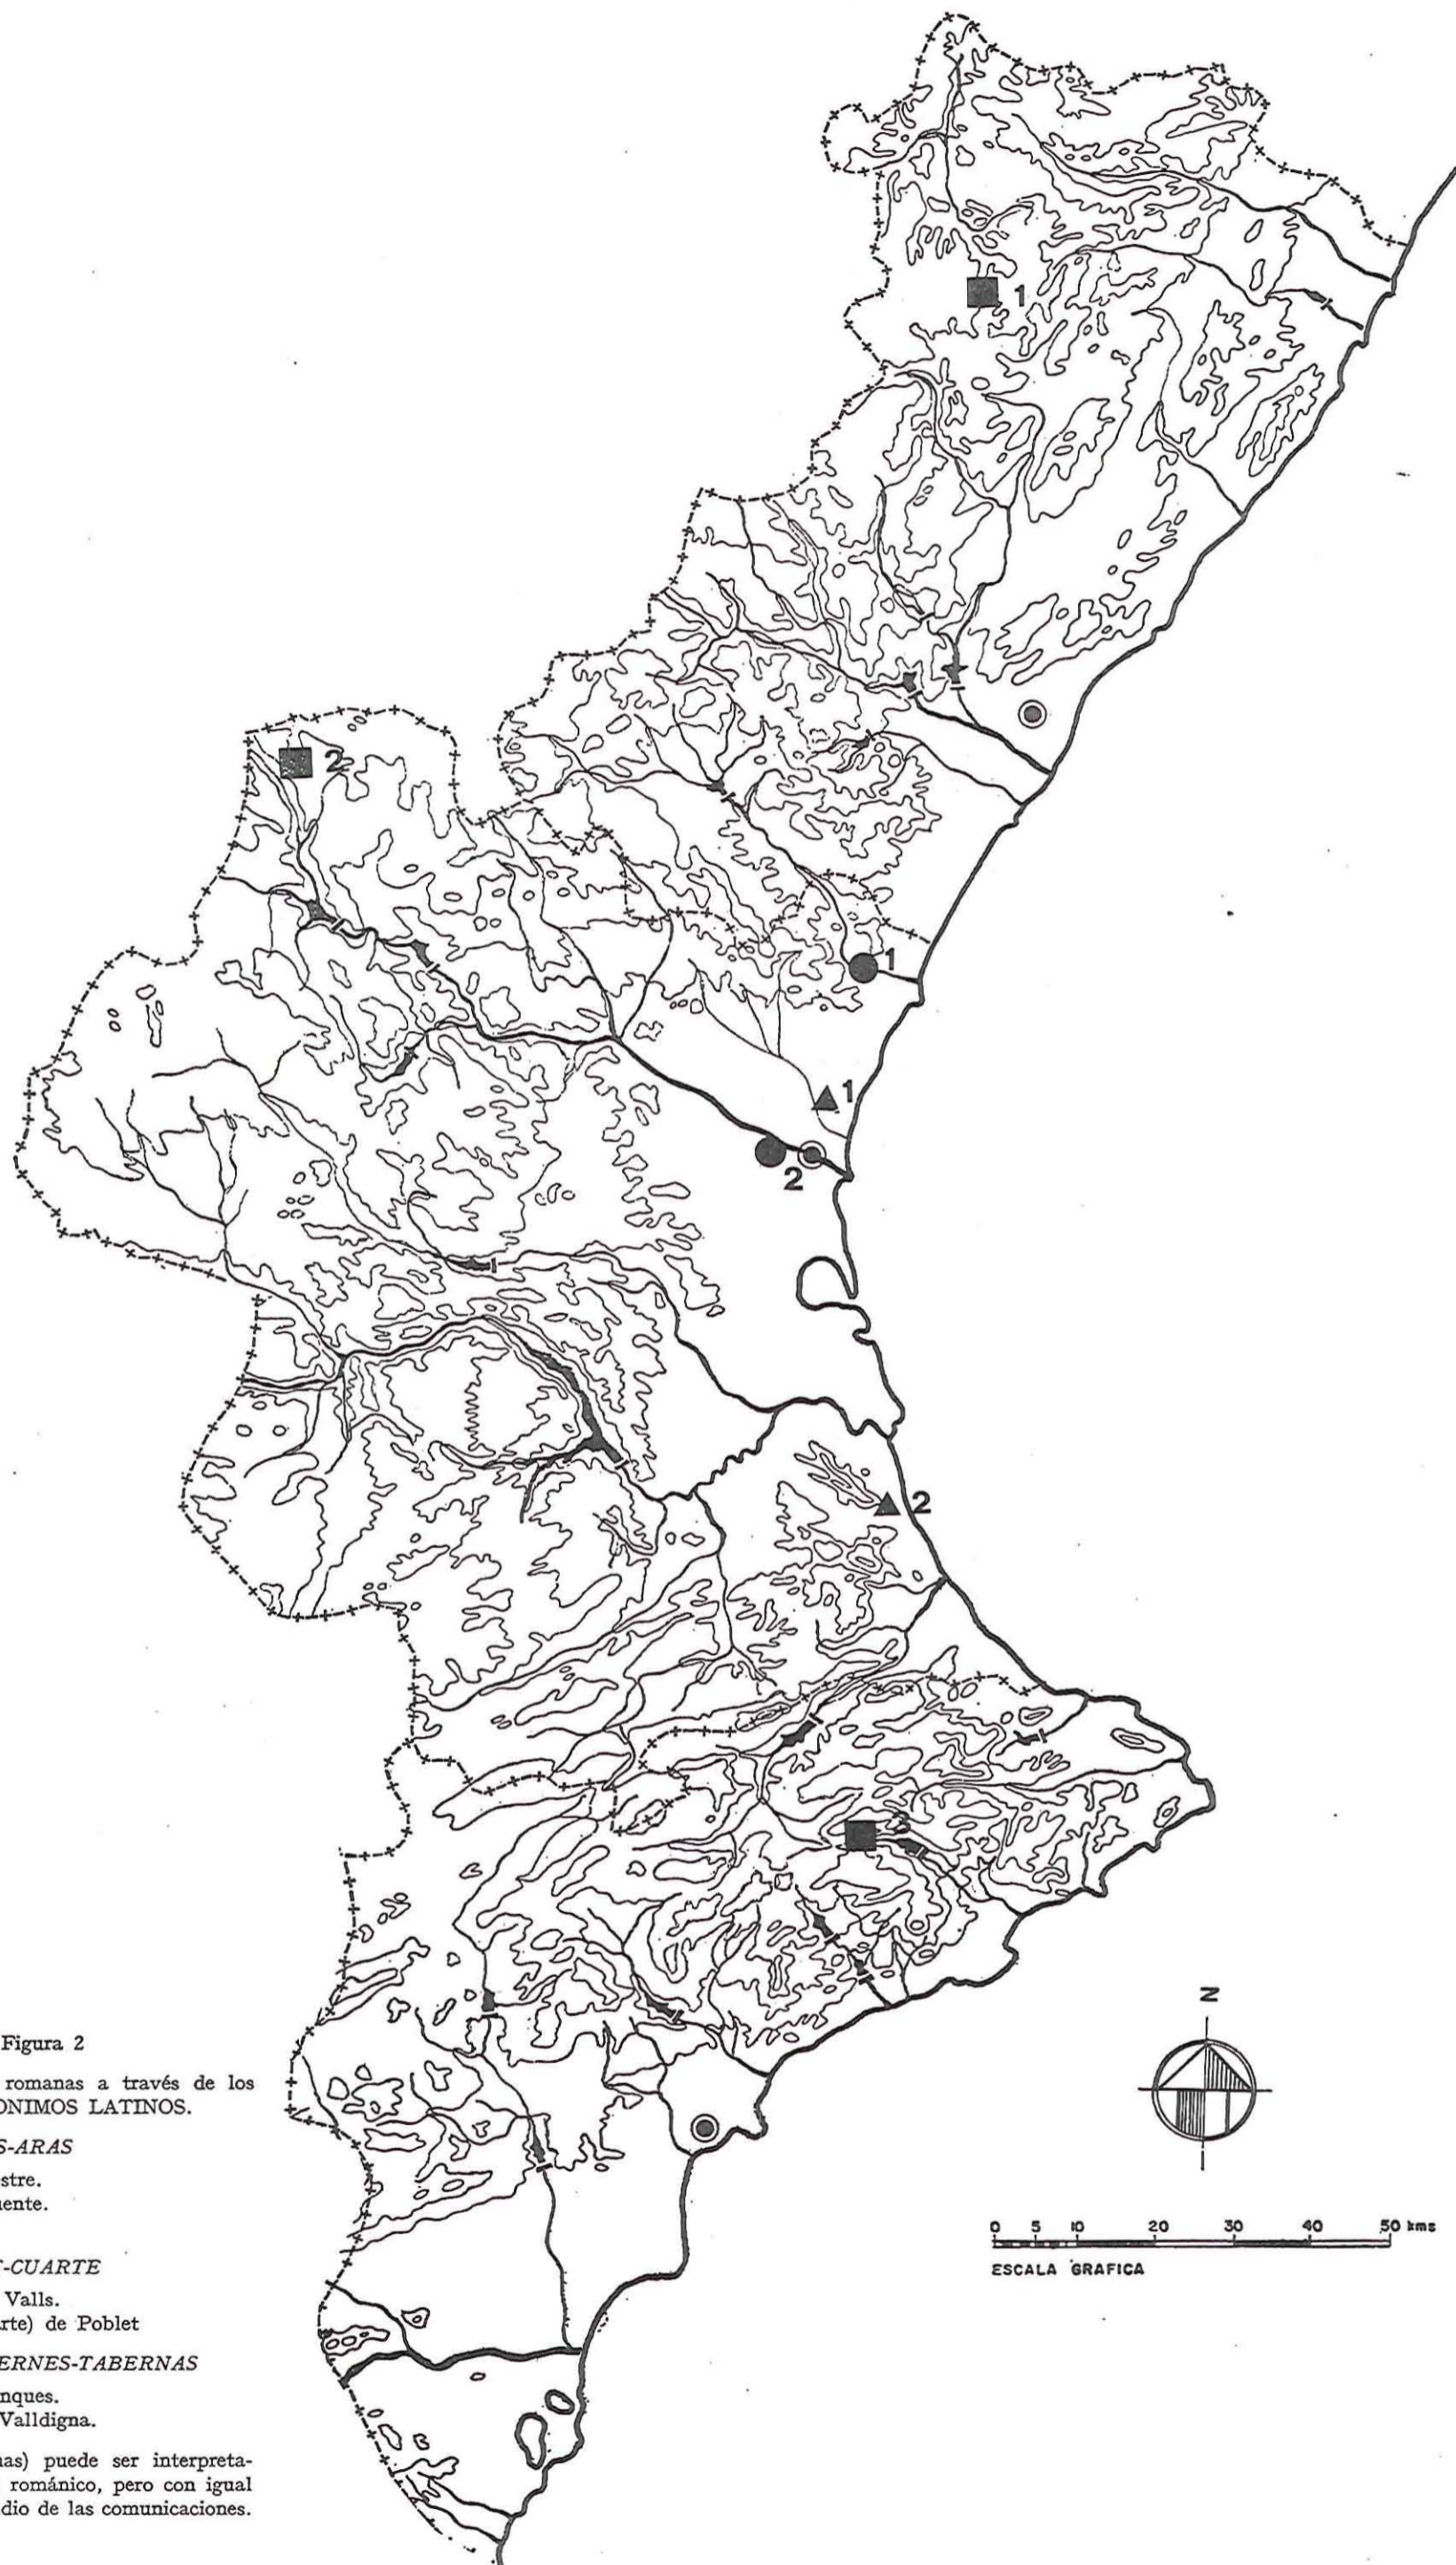 1
2
1
1
2
2
3
N
0 5 10 20 30 40 50 kms
ESCALA GRAFICA
Figura 2
romanas a través de los
ONIMOS LATINOS.
S-ARAS
stre.
uente.
T-CUARTE
Valls.
rte) de Poblet
ERNES-TABERNAS
nques.
Valldigna.
nas) puede ser interpreta-
románico, pero con igual
dio de las comunicaciones.